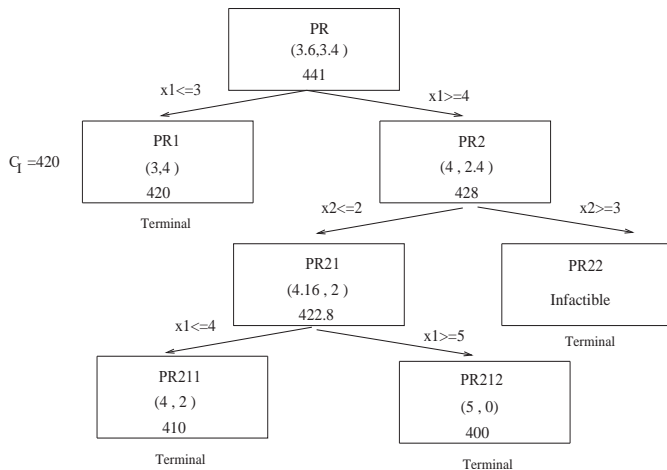 PR
(3.6,3.4 )
441
x1<=3
x1>=4
C_I =420
PR1
(3,4 )
420
Terminal
PR2
(4 , 2.4 )
428
x2<=2
x2>=3
PR21
(4.16 , 2 )
422.8
PR22
Infactible
Terminal
x1<=4
x1>=5
PR211
(4 , 2 )
410
Terminal
PR212
(5 , 0)
400
Terminal